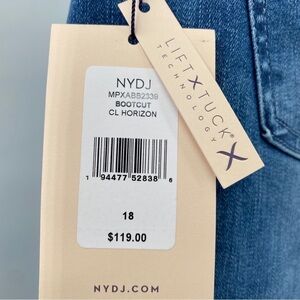 LIFT X TUCK®
TECHNOLOGY
X
NYDJ
MPXABB2339
BOOTCUT
CL HORIZON
1 94477 52838 6
18
$119.00
NYDJ.COM